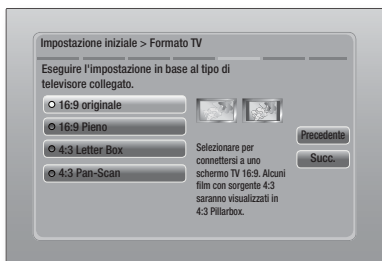 Impostazione iniziale > Formato TV
Eseguire l'impostazione in base al tipo di
televisore collegato.
16:9 originale
16:9 Pieno
4:3 Letter Box
4:3 Pan-Scan
Selezionare per
connettersi a uno
schermo TV 16:9. Alcuni
film con sorgente 4:3
saranno visualizzati in
4:3 Pillarbox.
Precedente
Succ.